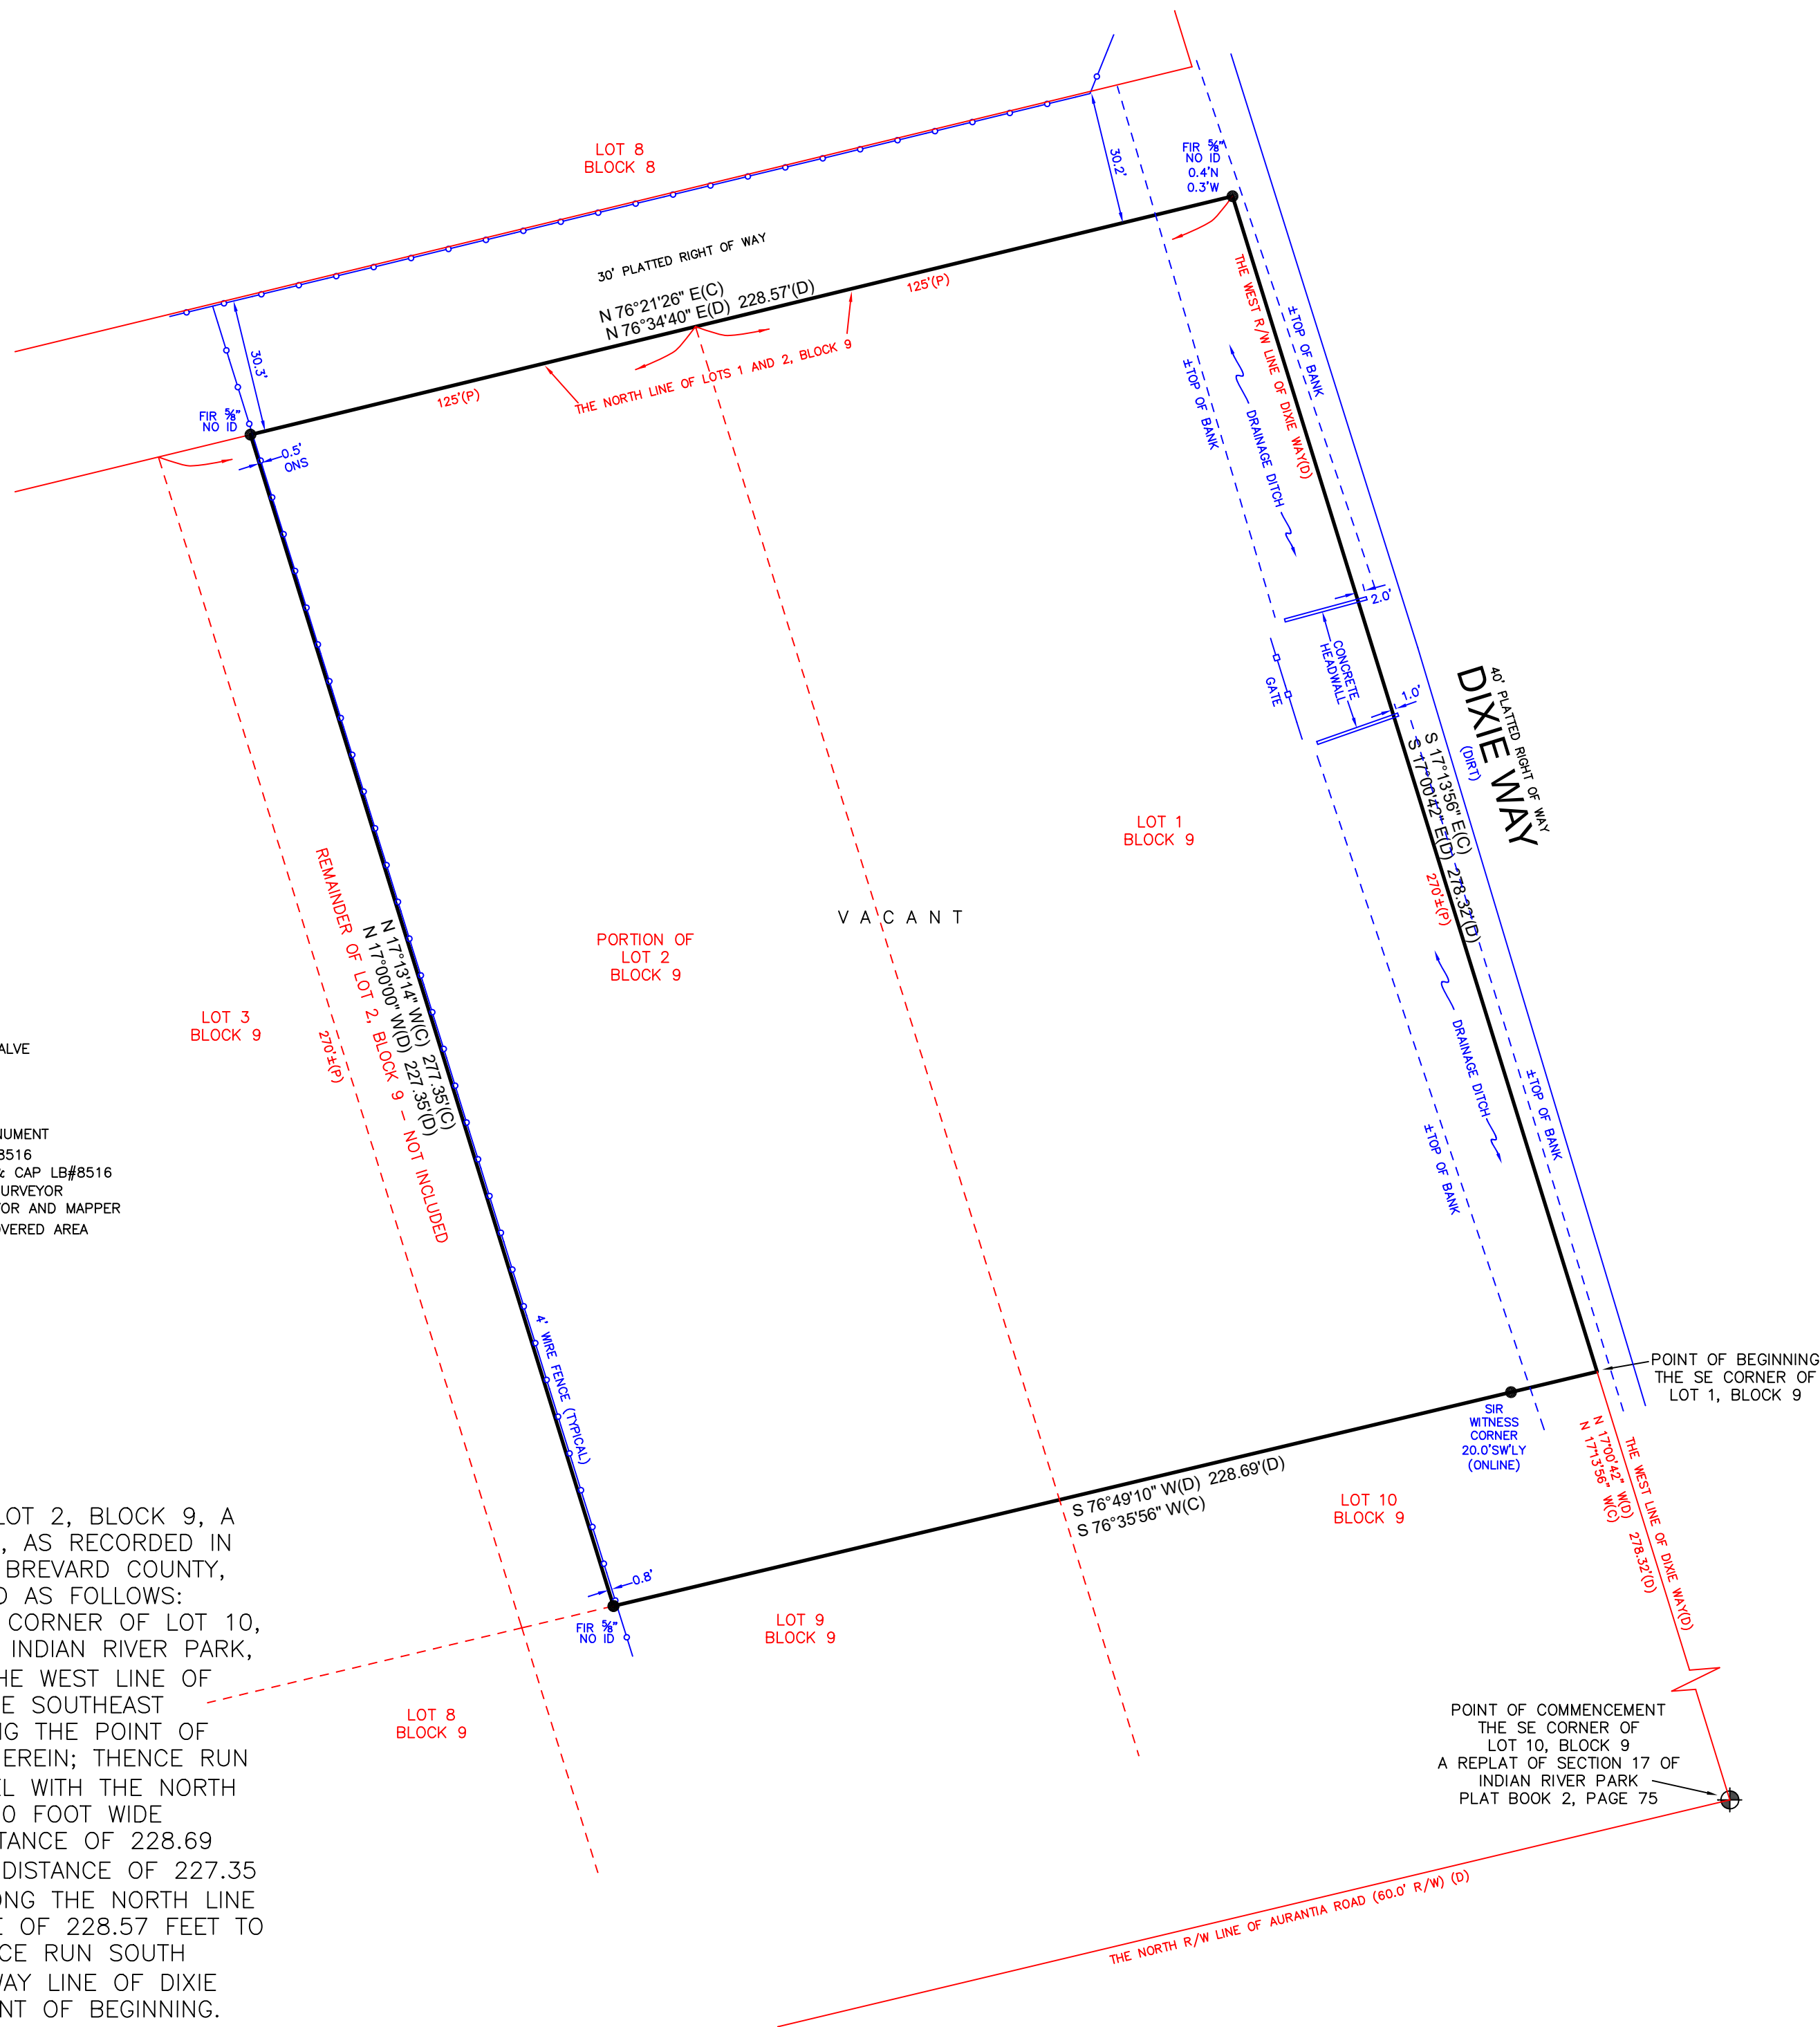 LOT 8
BLOCK 8
30.2'
FIR ⅝"
NO ID
0.4'N
0.3'W
30' PLATTED RIGHT OF WAY
N 76°21'26" E(C)
N 76°34'40" E(D) 228.57'(D)
125'(P)
125'(P)
THE NORTH LINE OF LOTS 1 AND 2, BLOCK 9
30.3'
FIR ⅝"
NO ID
0.5'
ONS
THE WEST R/W LINE OF DIXIE WAY(D)
±TOP OF BANK
±TOP OF BANK
DRAINAGE DITCH
2.0'
CONCRETE
HEADWALL
GATE
1.0'
40' PLATTED RIGHT OF WAY
DIXIE WAY
(DIRT)
S 17°13'56" E(C)
S 17°00'42" E(D) 278.32'(D)
270'±(P)
LOT 1
BLOCK 9
V A C A N T
PORTION OF
LOT 2
BLOCK 9
REMAINDER OF LOT 2, BLOCK 9 - NOT INCLUDED
N 17°13'14" W(C) 277.35'(C)
N 17°00'00" W(D) 227.35'(D)
270'±(P)
LOT 3
BLOCK 9
ALVE
NUMENT
8516
& CAP LB#8516
URVEYOR
TOR AND MAPPER
OVERED AREA
DRAINAGE DITCH
±TOP OF BANK
±TOP OF BANK
4' WIRE FENCE (TYPICAL)
POINT OF BEGINNING
THE SE CORNER OF
LOT 1, BLOCK 9
SIR
WITNESS
CORNER
20.0'SW'LY
(ONLINE)
N 17°00'42" W(D)
N 17°13'56" W(C) 278.32'(D)
THE WEST LINE OF DIXIE WAY(D)
S 76°49'10" W(D) 228.69'(D)
S 76°35'56" W(C)
LOT 10
BLOCK 9
0.8'
FIR ⅝"
NO ID
LOT 9
BLOCK 9
LOT 8
BLOCK 9
POINT OF COMMENCEMENT
THE SE CORNER OF
LOT 10, BLOCK 9
A REPLAT OF SECTION 17 OF
INDIAN RIVER PARK
PLAT BOOK 2, PAGE 75
THE NORTH R/W LINE OF AURANTIA ROAD (60.0' R/W) (D)
LOT 2, BLOCK 9, A
, AS RECORDED IN
BREVARD COUNTY,
D AS FOLLOWS:
CORNER OF LOT 10,
INDIAN RIVER PARK,
HE WEST LINE OF
E SOUTHEAST
NG THE POINT OF
EREIN; THENCE RUN
EL WITH THE NORTH
0 FOOT WIDE
TANCE OF 228.69
DISTANCE OF 227.35
ONG THE NORTH LINE
E OF 228.57 FEET TO
CE RUN SOUTH
WAY LINE OF DIXIE
NT OF BEGINNING.